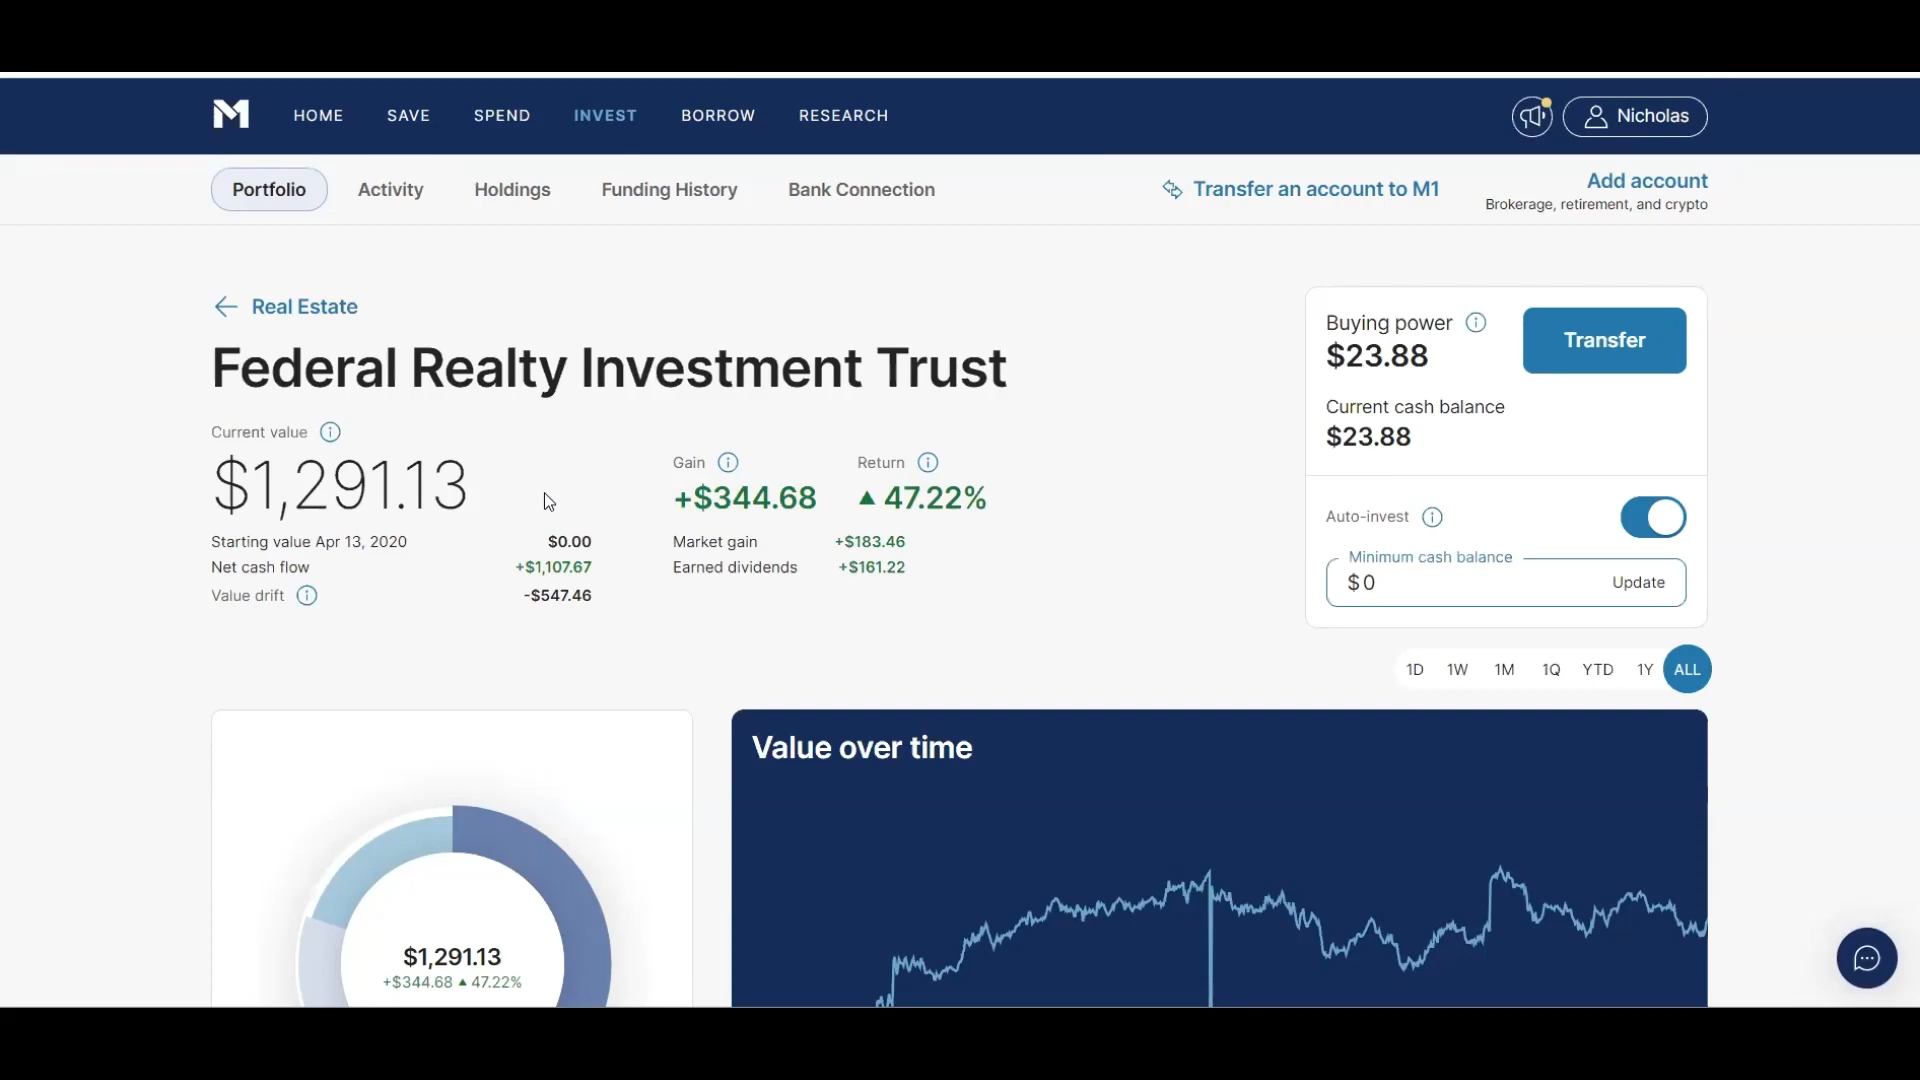 M HOME SAVE SPEND INVEST BORROW RESEARCH Nicholas
Portfolio Activity Holdings Funding History Bank Connection Transfer an account to M1 Add account
Brokerage, retirement, and crypto
Real Estate
Federal Realty Investment Trust
Current value
$1,291.13
Starting value Apr 13, 2020 $0.00
Net cash flow +$1,107.67
Value drift -$547.46
Gain
+$344.68
Market gain +$183.46
Earned dividends +$161.22
Return
▲ 47.22%
Buying power
$23.88
Transfer
Current cash balance
$23.88
Auto-invest
Minimum cash balance
$0 Update
1D 1W 1M 1Q YTD 1Y ALL
$1,291.13
+$344.68 ▲ 47.22%
Value over time